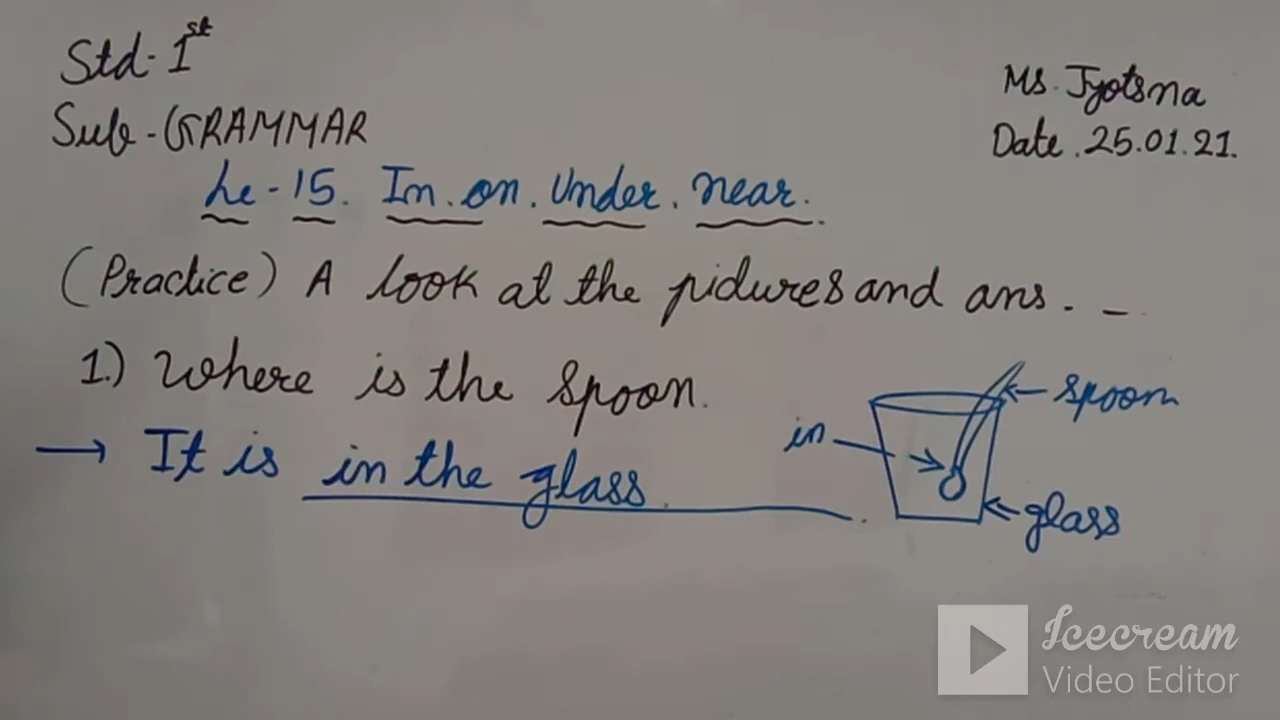 Std-1st
Sub-GRAMMAR
Ms. Jyotsna
Date.25.01.21.
Le-15. In.on.Under.near.
(Practice) A look at the pictures and ans. -
1.) Where is the spoon.
→ It is in the glass.
in
spoon
glass
Icecream
Video Editor